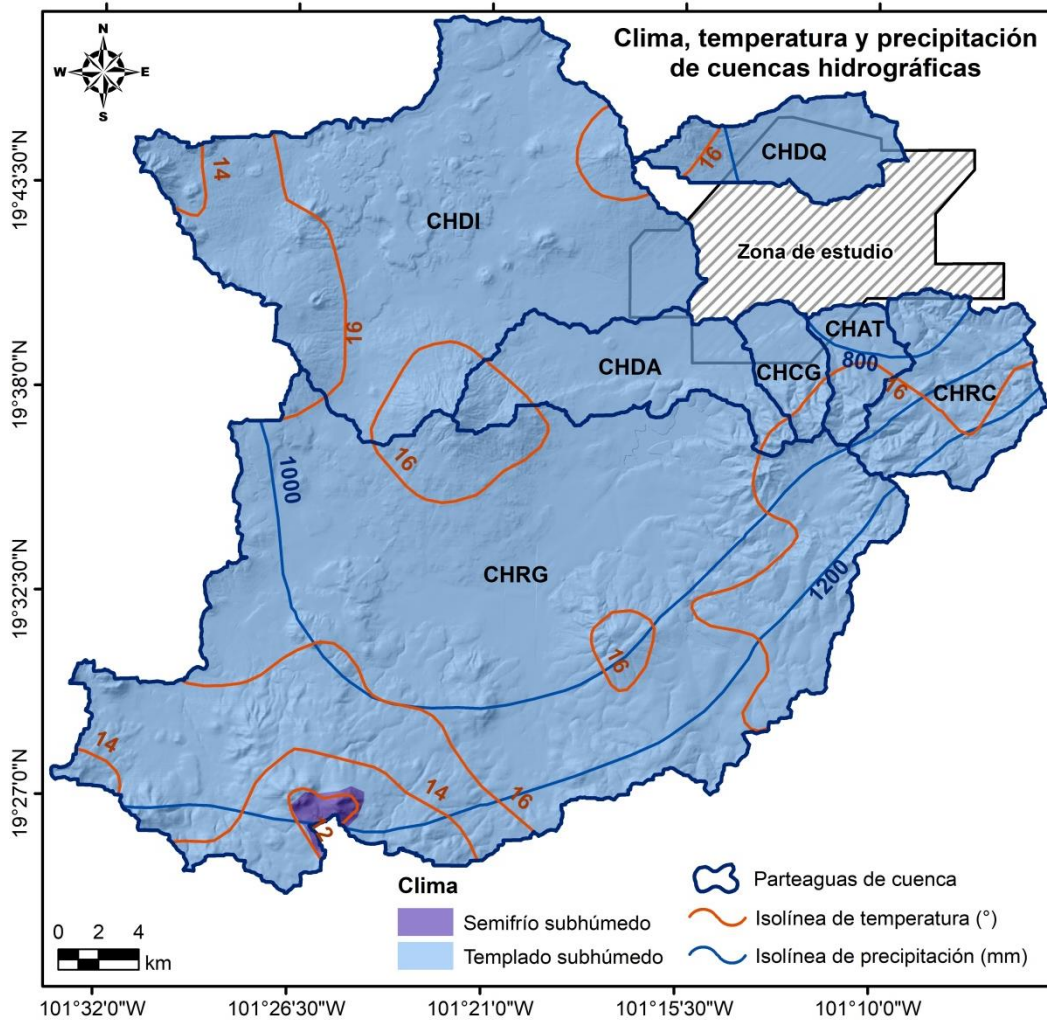 Clima, temperatura y precipitación
de cuencas hidrográficas
N
W
E
S
19°43'30"N
19°38'0"N
19°32'30"N
19°27'0"N
14
16
CHDQ
CHDI
Zona de estudio
16
CHAT
800
CHDA
CHCG
16
CHRC
16
1000
CHRG
1200
16
14
14
16
12
Clima
Semifrío subhúmedo
Templado subhúmedo
Parteaguas de cuenca
Isolínea de temperatura (°)
Isolínea de precipitación (mm)
0 2 4
km
101°32'0"W
101°26'30"W
101°21'0"W
101°15'30"W
101°10'0"W